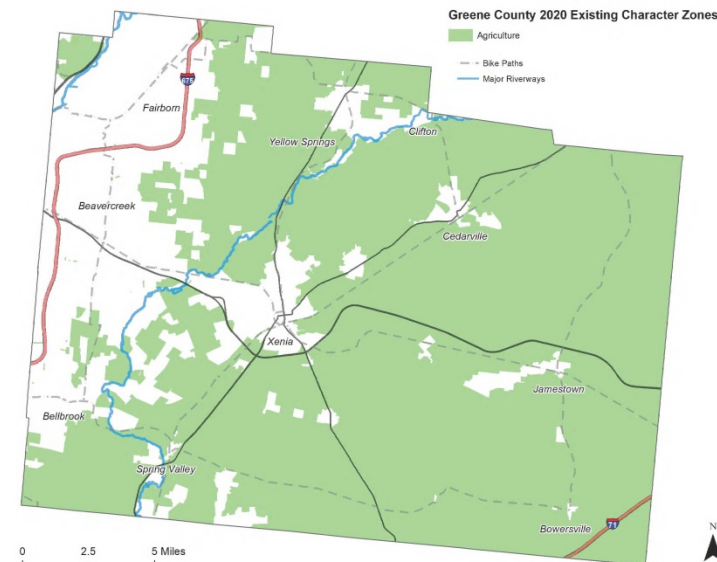 Greene County 2020 Existing Character Zones
Agriculture
Bike Paths
Major Riverways
675
Fairborn
Yellow Springs
Clifton
Beavercreek
Cedarville
Xenia
Jamestown
Bellbrook
Spring Valley
Bowersville
71
N
0 2.5 5 Miles